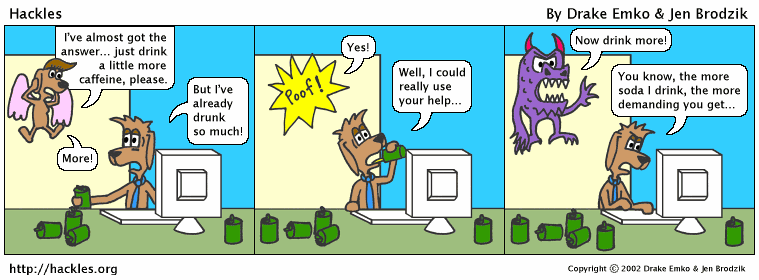 Hackles
By Drake Emko & Jen Brodzik
I've almost got the
answer... just drink
a little more
caffeine, please.
But I've
already
drunk
so much!
More!
Yes!
Poof!
Well, I could
really use
your help...
Now drink more!
You know, the more
soda I drink, the more
demanding you get...
http://hackles.org
Copyright © 2002 Drake Emko & Jen Brodzik